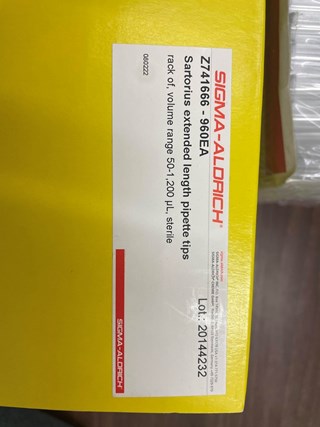 SIGMA-ALDRICH®
Z741666 - 960EA
Lot.: 20144232
Sartorius extended length pipette tips
rack of, volume range 50-1,200 µL, sterile
080222
SIGMA-ALDRICH®